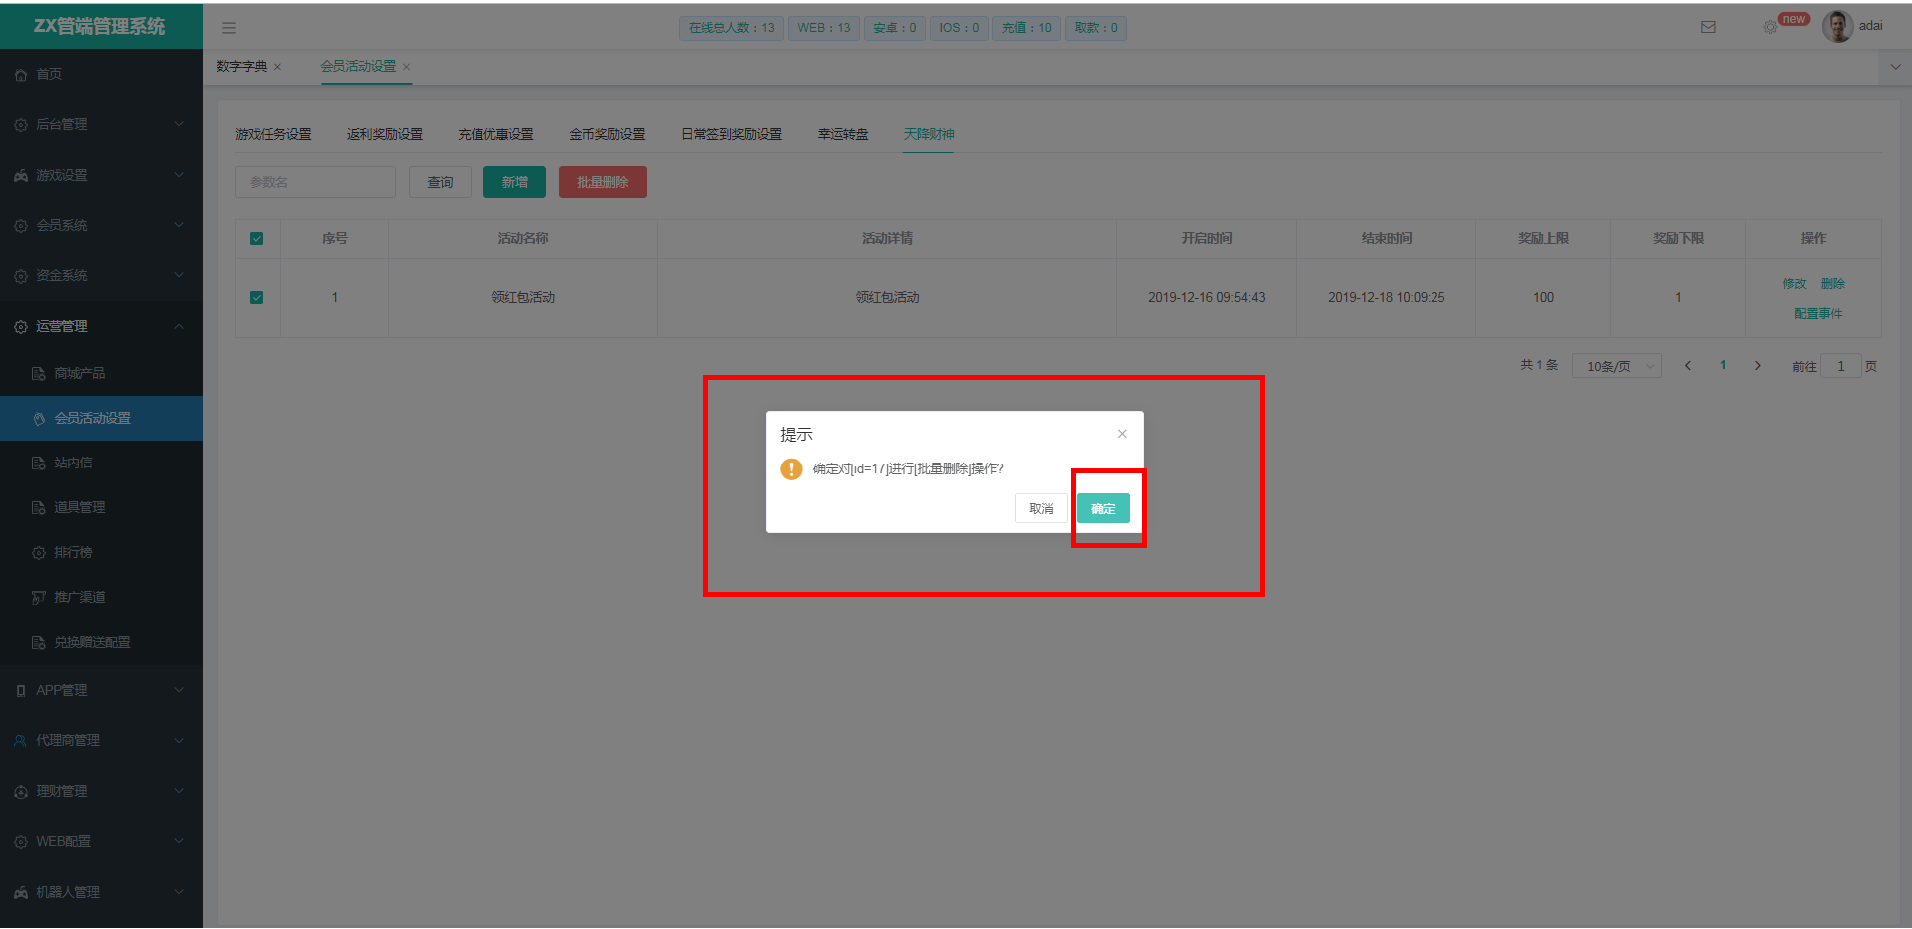 ZX管端管理系统
在线总人数：13 WEB：13 安卓：0 IOS：0 充值：10 取款：0
new
adai
数字字典 × 会员活动设置 ×
首页
后台管理
游戏设置
会员系统
资金系统
运营管理
商城产品
会员活动设置
站内信
道具管理
排行榜
推广渠道
兑换赠送配置
APP管理
代理商管理
理财管理
WEB配置
机器人管理
游戏任务设置 返利奖励设置 充值优惠设置 金币奖励设置 日常签到奖励设置 幸运转盘 天降财神
参数名 查询 新增 批量删除
序号 活动名称 活动详情 开启时间 结束时间 奖励上限 奖励下限 操作
1 领红包活动 领红包活动 2019-12-16 09:54:43 2019-12-18 10:09:25 100 1 修改 删除
配置事件
共 1 条 10条/页 1 前往 1 页
提示
确定对[id=17]进行[批量删除]操作?
取消 确定